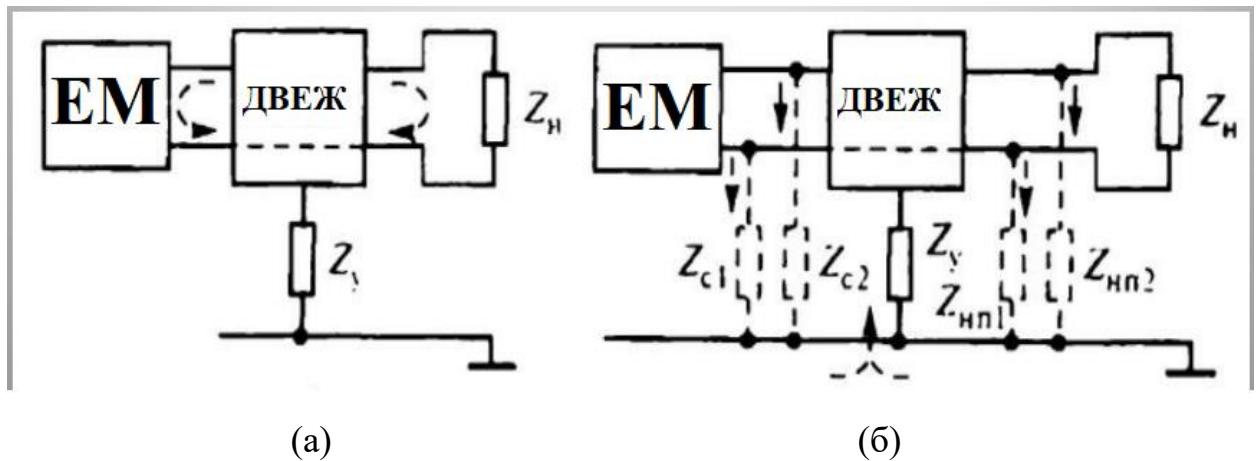 ЕМ ДВЕЖ Zн
Zу
(а)
ЕМ ДВЕЖ Zн
Zс1 Zс2 Zу Zнп1 Zнп2
(б)